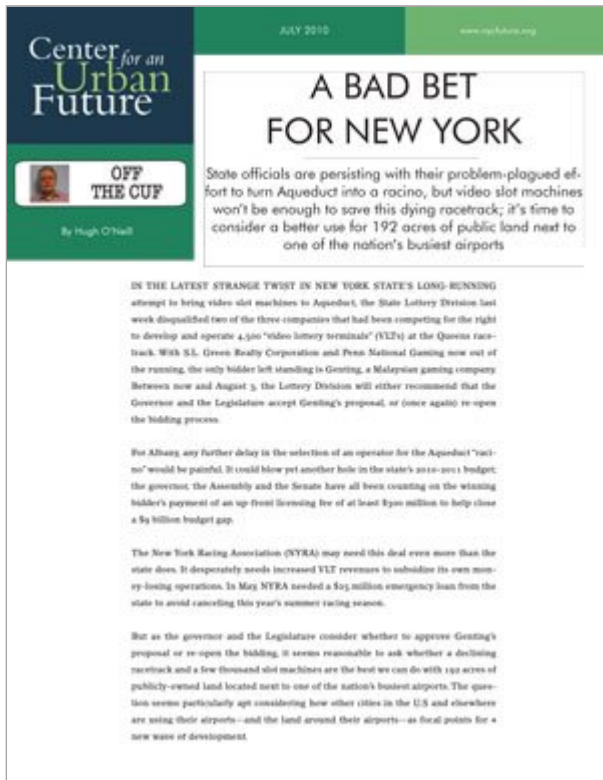 JULY 2010
www.nycfuture.org
Center for an
Urban
Future
A BAD BET
FOR NEW YORK
OFF
THE CUF
By Hugh O'Neill
State officials are persisting with their problem-plagued ef-
fort to turn Aqueduct into a racino, but video slot machines
won't be enough to save this dying racetrack; it's time to
consider a better use for 192 acres of public land next to
one of the nation's busiest airports
IN THE LATEST STRANGE TWIST IN NEW YORK STATE'S LONG-RUNNING
attempt to bring video slot machines to Aqueduct, the State Lottery Division last
week disqualified two of the three companies that had been competing for the right
to develop and operate 4,500 "video lottery terminals" (VLTs) at the Queens race-
track. With S.L. Green Realty Corporation and Penn National Gaming now out of
the running, the only bidder left standing is Genting, a Malaysian gaming company.
Between now and August 3, the Lottery Division will either recommend that the
Governor and the Legislature accept Genting's proposal, or (once again) re-open
the bidding process.
For Albany, any further delay in the selection of an operator for the Aqueduct "raci-
no" would be painful. It could blow yet another hole in the state's 2010-2011 budget;
the governor, the Assembly and the Senate have all been counting on the winning
bidder's payment of an up-front licensing fee of at least $300 million to help close
a $9 billion budget gap.
The New York Racing Association (NYRA) may need this deal even more than the
state does. It desperately needs increased VLT revenues to subsidize its own mon-
ey-losing operations. In May, NYRA needed a $25 million emergency loan from the
state to avoid canceling this year's summer racing season.
But as the governor and the Legislature consider whether to approve Genting's
proposal or re-open the bidding, it seems reasonable to ask whether a declining
racetrack and a few thousand slot machines are the best we can do with 192 acres of
publicly-owned land located next to one of the nation's busiest airports. The ques-
tion seems particularly apt considering how other cities in the U.S and elsewhere
are using their airports—and the land around their airports—as focal points for a
new wave of development.